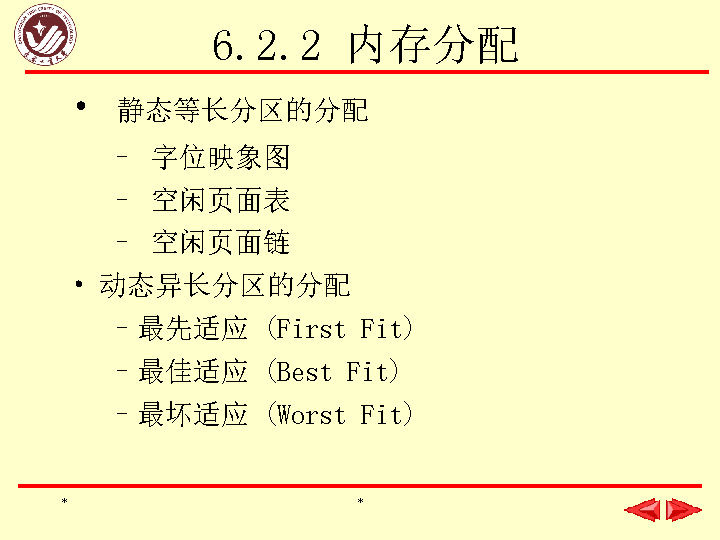 6.2.2 内存分配
• 静态等长分区的分配
– 字位映象图
– 空闲页面表
– 空闲页面链
• 动态异长分区的分配
–最先适应 (First Fit)
–最佳适应 (Best Fit)
–最坏适应 (Worst Fit)
* *